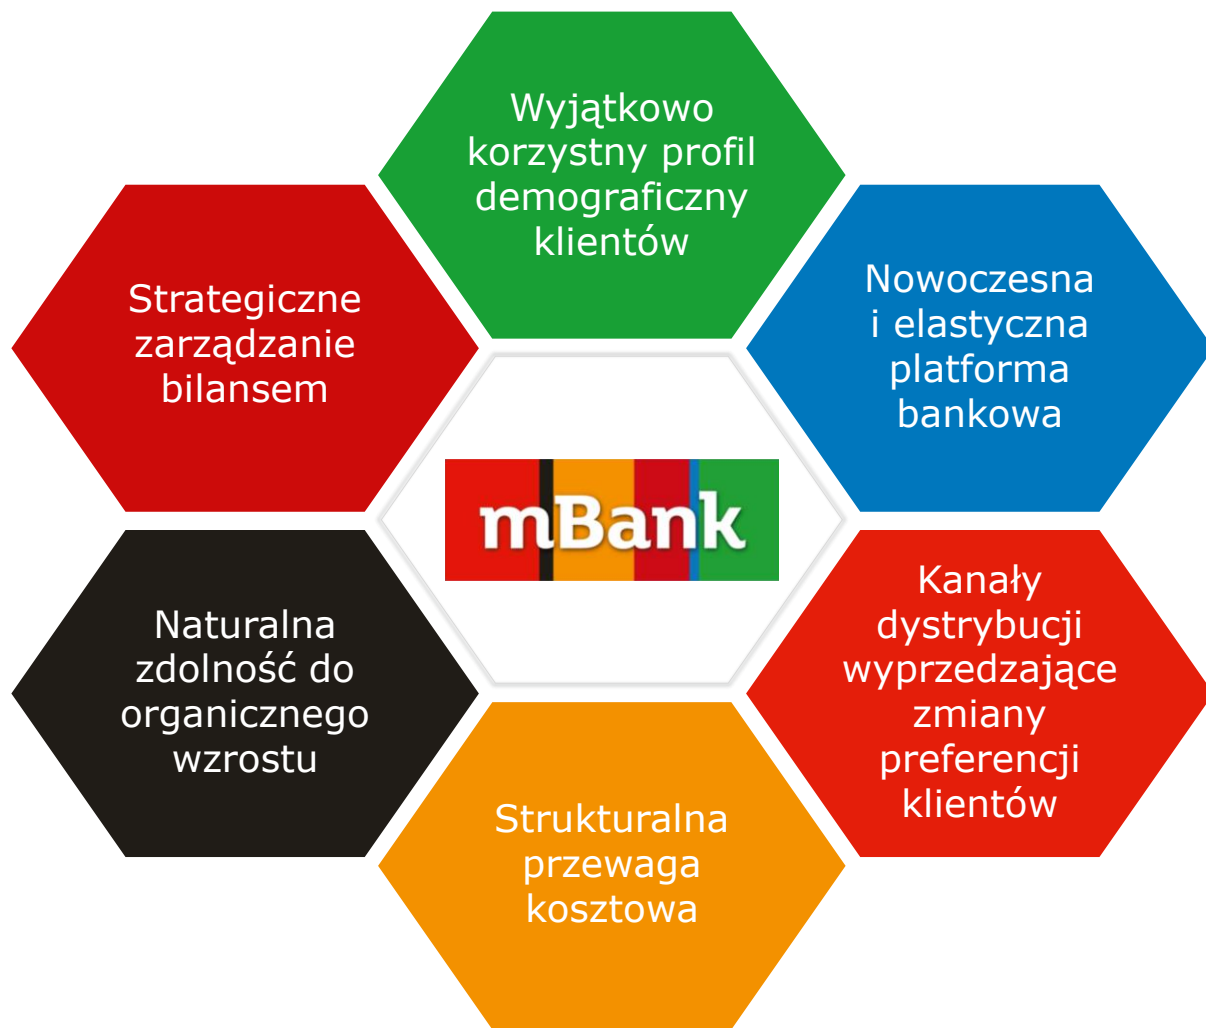 Wyjątkowo
korzystny profil
demograficzny
klientów
Strategiczne
zarządzanie
bilansem
Nowoczesna
i elastyczna
platforma
bankowa
mBank
Naturalna
zdolność do
organicznego
wzrostu
Kanały
dystrybucji
wyprzedzające
zmiany
preferencji
klientów
Strukturalna
przewaga
kosztowa